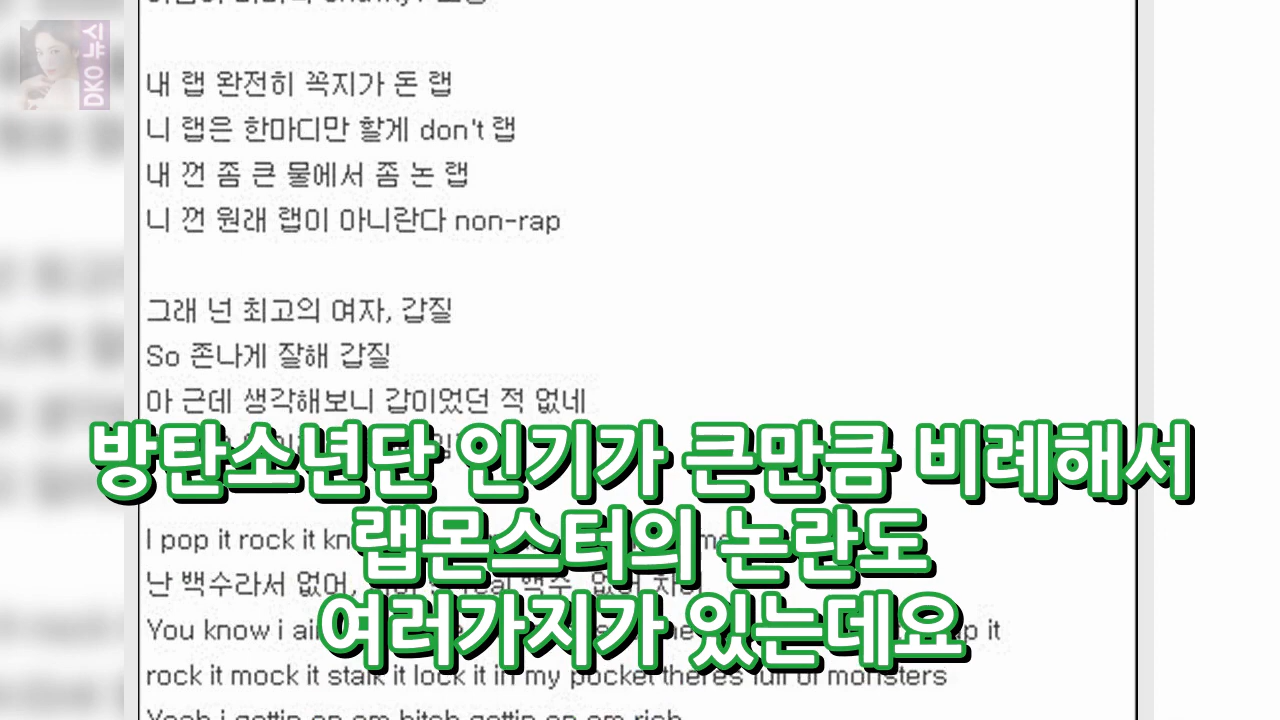 DKO 뉴스
내 랩 완전히 꼭지가 돈 랩
니 랩은 한마디만 할게 don't 랩
내 껀 좀 큰 물에서 좀 논 랩
니 껀 원래 랩이 아니란다 non-rap
그래 넌 최고의 여자, 갑질
So 존나게 잘해 갑질
아 근데 생각해보니 갑이었던 적 없네
방탄소년단 인기가 큰만큼 비례해서
랩몬스터의 논란도
여러가지가 있는데요
I pop it rock it
난 백수라서 없어,
You know i
rock it mock it stalk it lock it in my pocket theres full of monsters